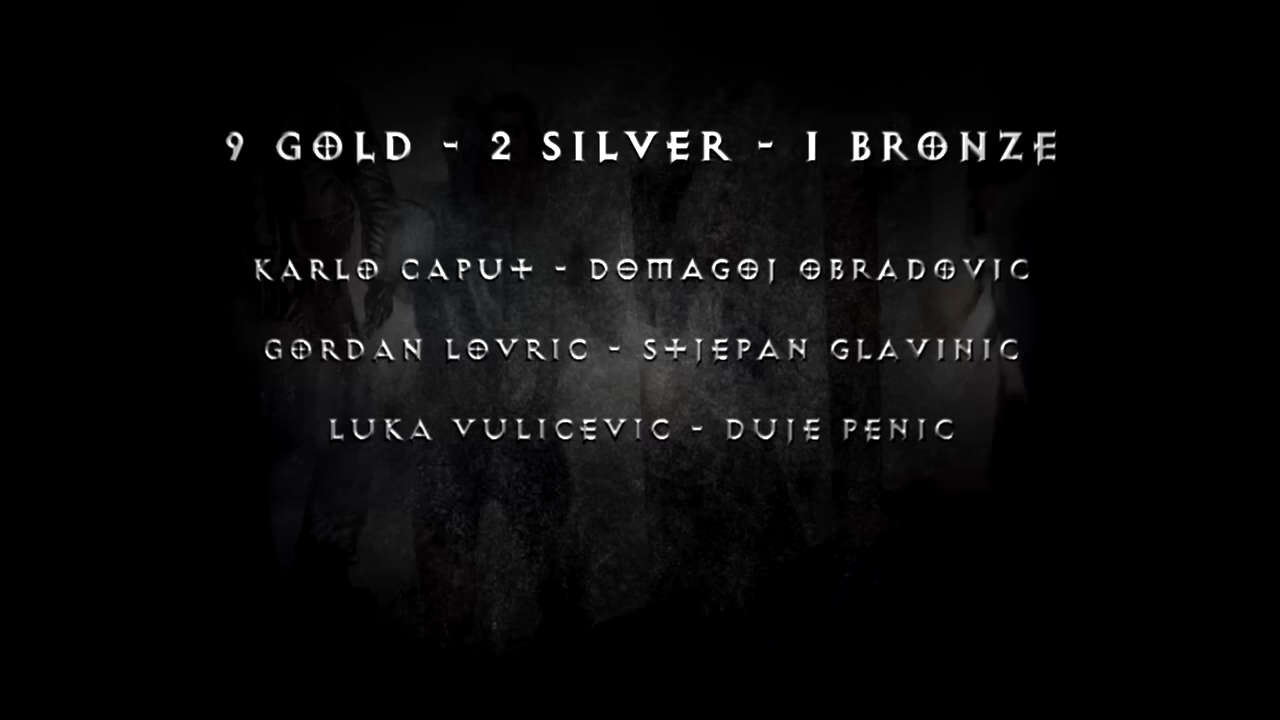 9 GOLD - 2 SILVER - 1 BRONZE
KARLO CAPUT - DOMAGOJ OBRADOVIC
GORDAN LOVRIC - STJEPAN GLAVINIC
LUKA VULICEVIC - DUJE PENIC